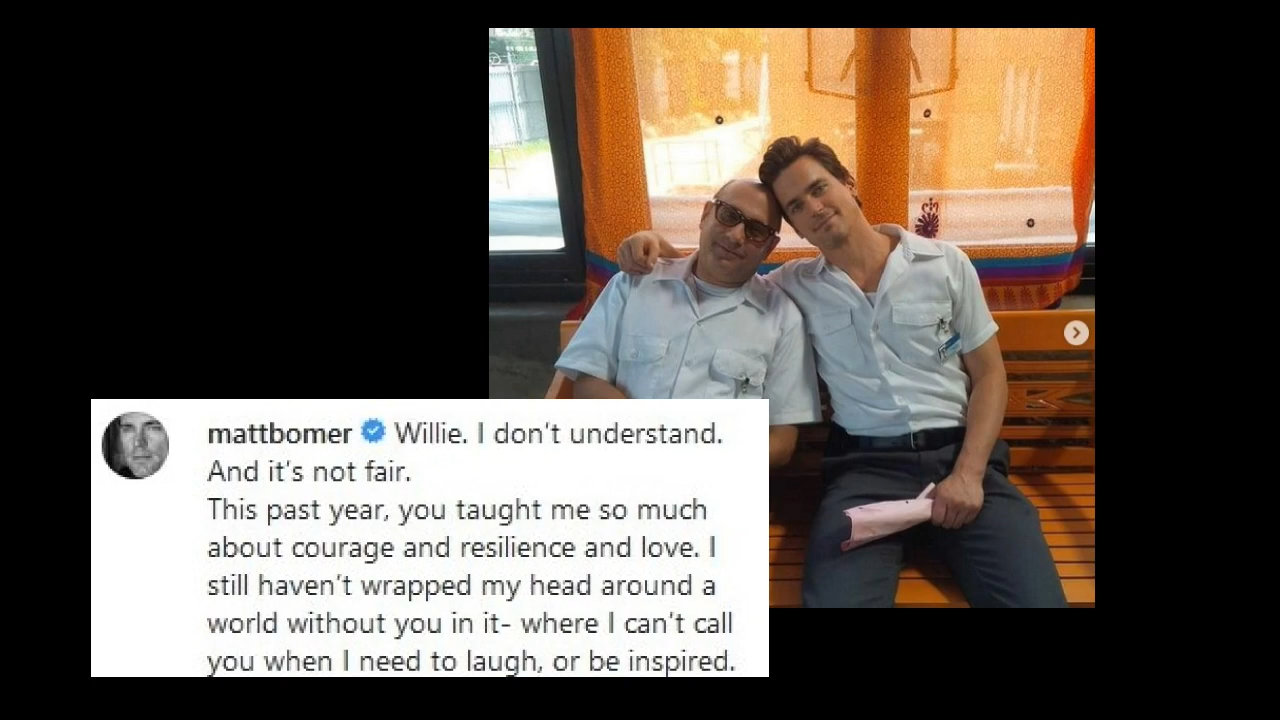 mattbomer Willie. I don't understand.
And it's not fair.
This past year, you taught me so much
about courage and resilience and love. I
still haven't wrapped my head around a
world without you in it- where I can't call
you when I need to laugh, or be inspired.